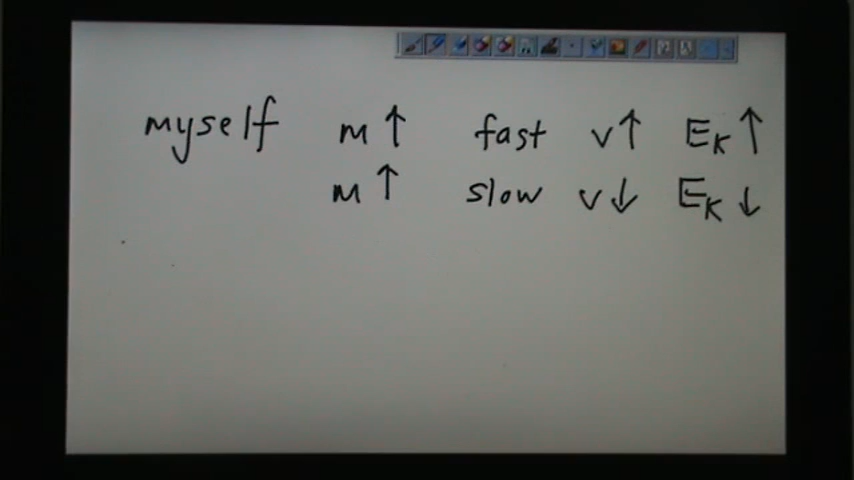 myself m↑ fast v↑ EK↑
m↑ slow v↓ EK↓